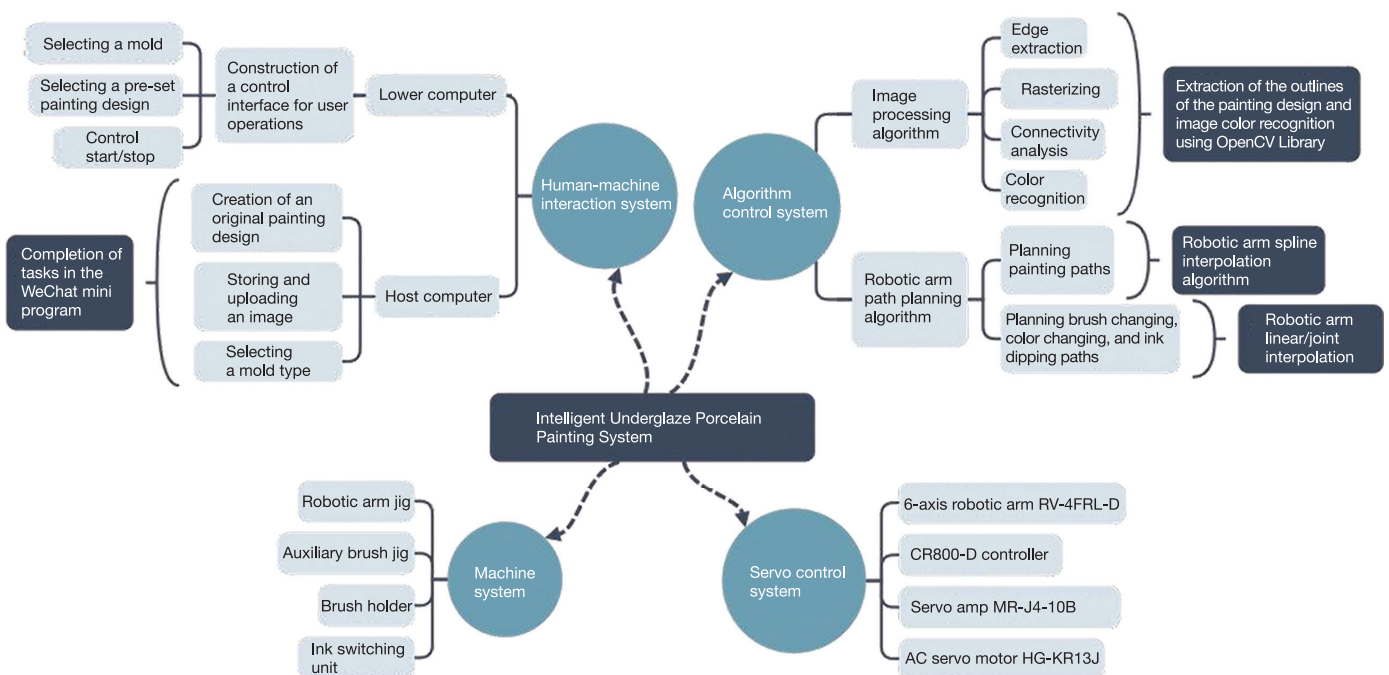 Selecting a mold
Selecting a pre-set
painting design
Control
start/stop
Construction of
a control
interface for user
operations
Lower computer
Human-machine
interaction system
Completion of
tasks in the
WeChat mini
program
Creation of an
original painting
design
Storing and
uploading
an image
Selecting
a mold type
Host computer
Algorithm
control system
Image
processing
algorithm
Edge
extraction
Rasterizing
Connectivity
analysis
Color
recognition
Extraction of the outlines
of the painting design and
image color recognition
using OpenCV Library
Robotic arm
path planning
algorithm
Planning
painting paths
Robotic arm spline
interpolation
algorithm
Planning brush changing,
color changing, and ink
dipping paths
Robotic arm
linear/joint
interpolation
Intelligent Underglaze Porcelain
Painting System
Robotic arm jig
Auxiliary brush jig
Brush holder
Ink switching
unit
Machine
system
Servo control
system
6-axis robotic arm RV-4FRL-D
CR800-D controller
Servo amp MR-J4-10B
AC servo motor HG-KR13J